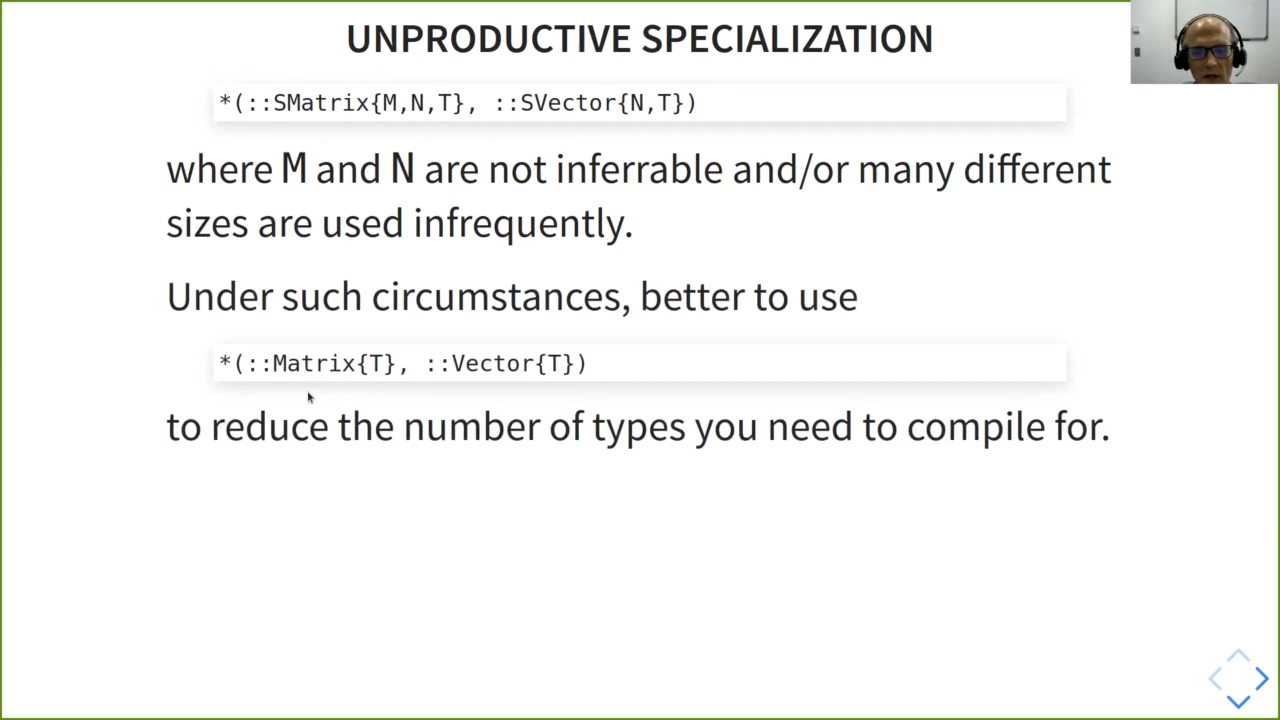 UNPRODUCTIVE SPECIALIZATION
*(::SMatrix{M,N,T}, ::SVector{N,T})
where M and N are not inferrable and/or many different
sizes are used infrequently.
Under such circumstances, better to use
*(::Matrix{T}, ::Vector{T})
to reduce the number of types you need to compile for.